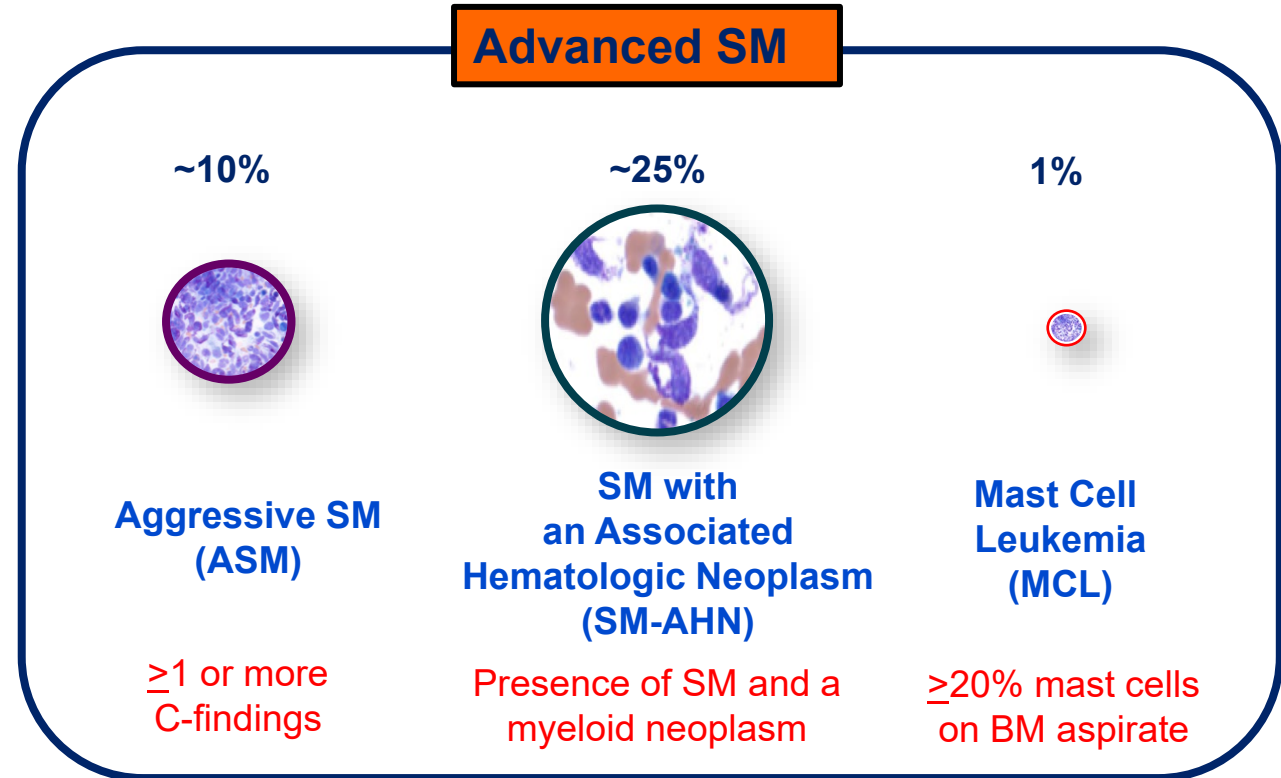 Advanced SM
~10%
~25%
1%
Aggressive SM
(ASM)
SM with
an Associated
Hematologic Neoplasm
(SM-AHN)
Mast Cell
Leukemia
(MCL)
≥1 or more
C-findings
Presence of SM and a
myeloid neoplasm
≥20% mast cells
on BM aspirate